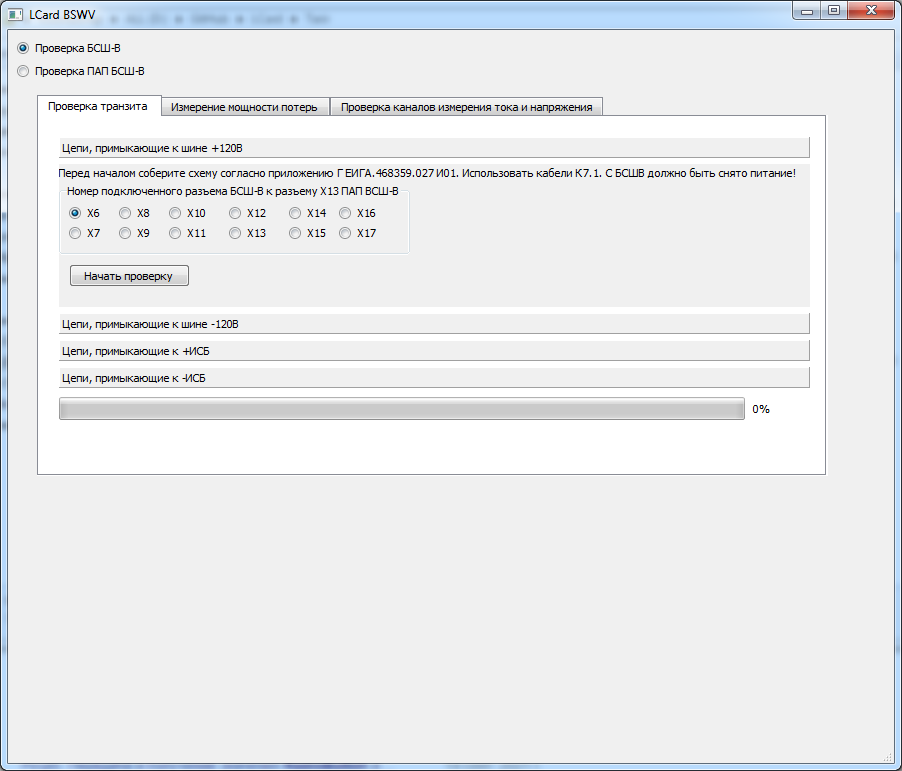 LCard BSWV
Проверка БСШ-В
Проверка ПАП БСШ-В
Проверка транзита Измерение мощности потерь Проверка каналов измерения тока и напряжения
Цепи, примыкающие к шине +120В
Перед началом соберите схему согласно приложению Г ЕИГА.468359.027 И01. Использовать кабели К7.1. С БСШВ должно быть снято питание!
Номер подключенного разъема БСШ-В к разъему X13 ПАП ВСШ-В
X6 X8 X10 X12 X14 X16
X7 X9 X11 X13 X15 X17
Начать проверку
Цепи, примыкающие к шине -120В
Цепи, примыкающие к +ИСБ
Цепи, примыкающие к -ИСБ
0%